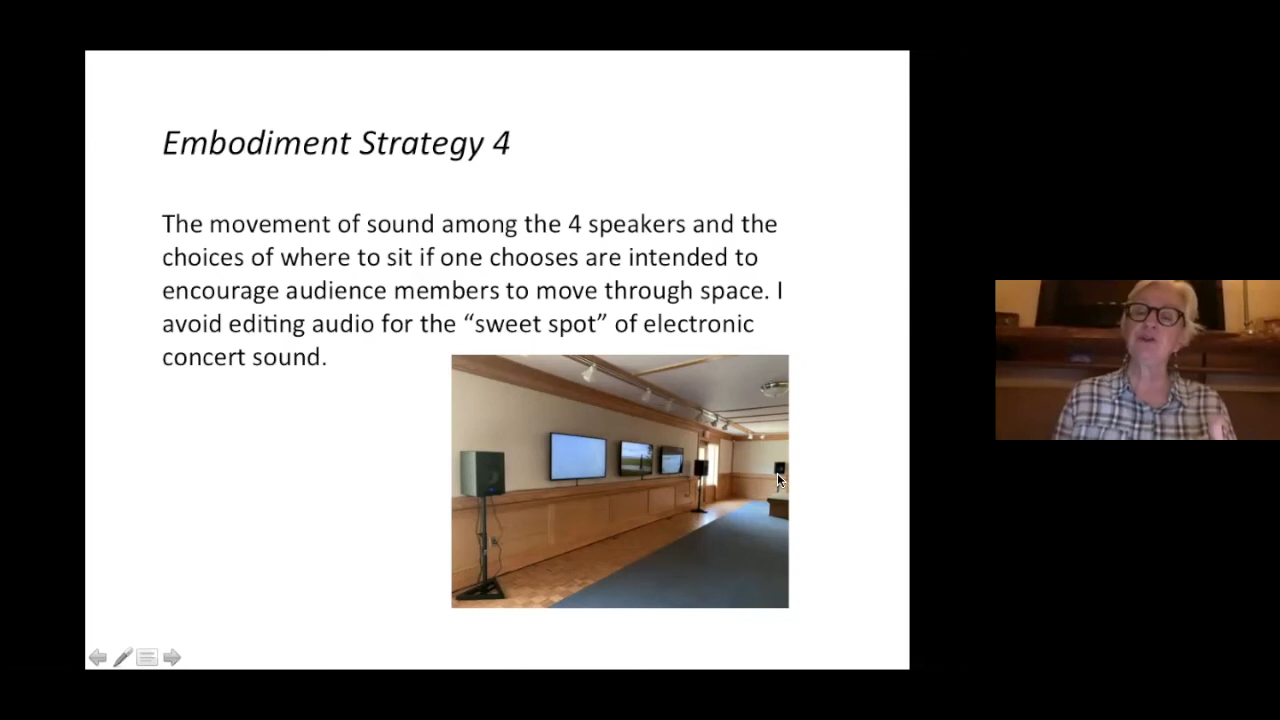 Embodiment Strategy 4
The movement of sound among the 4 speakers and the
choices of where to sit if one chooses are intended to
encourage audience members to move through space. I
avoid editing audio for the “sweet spot” of electronic
concert sound.